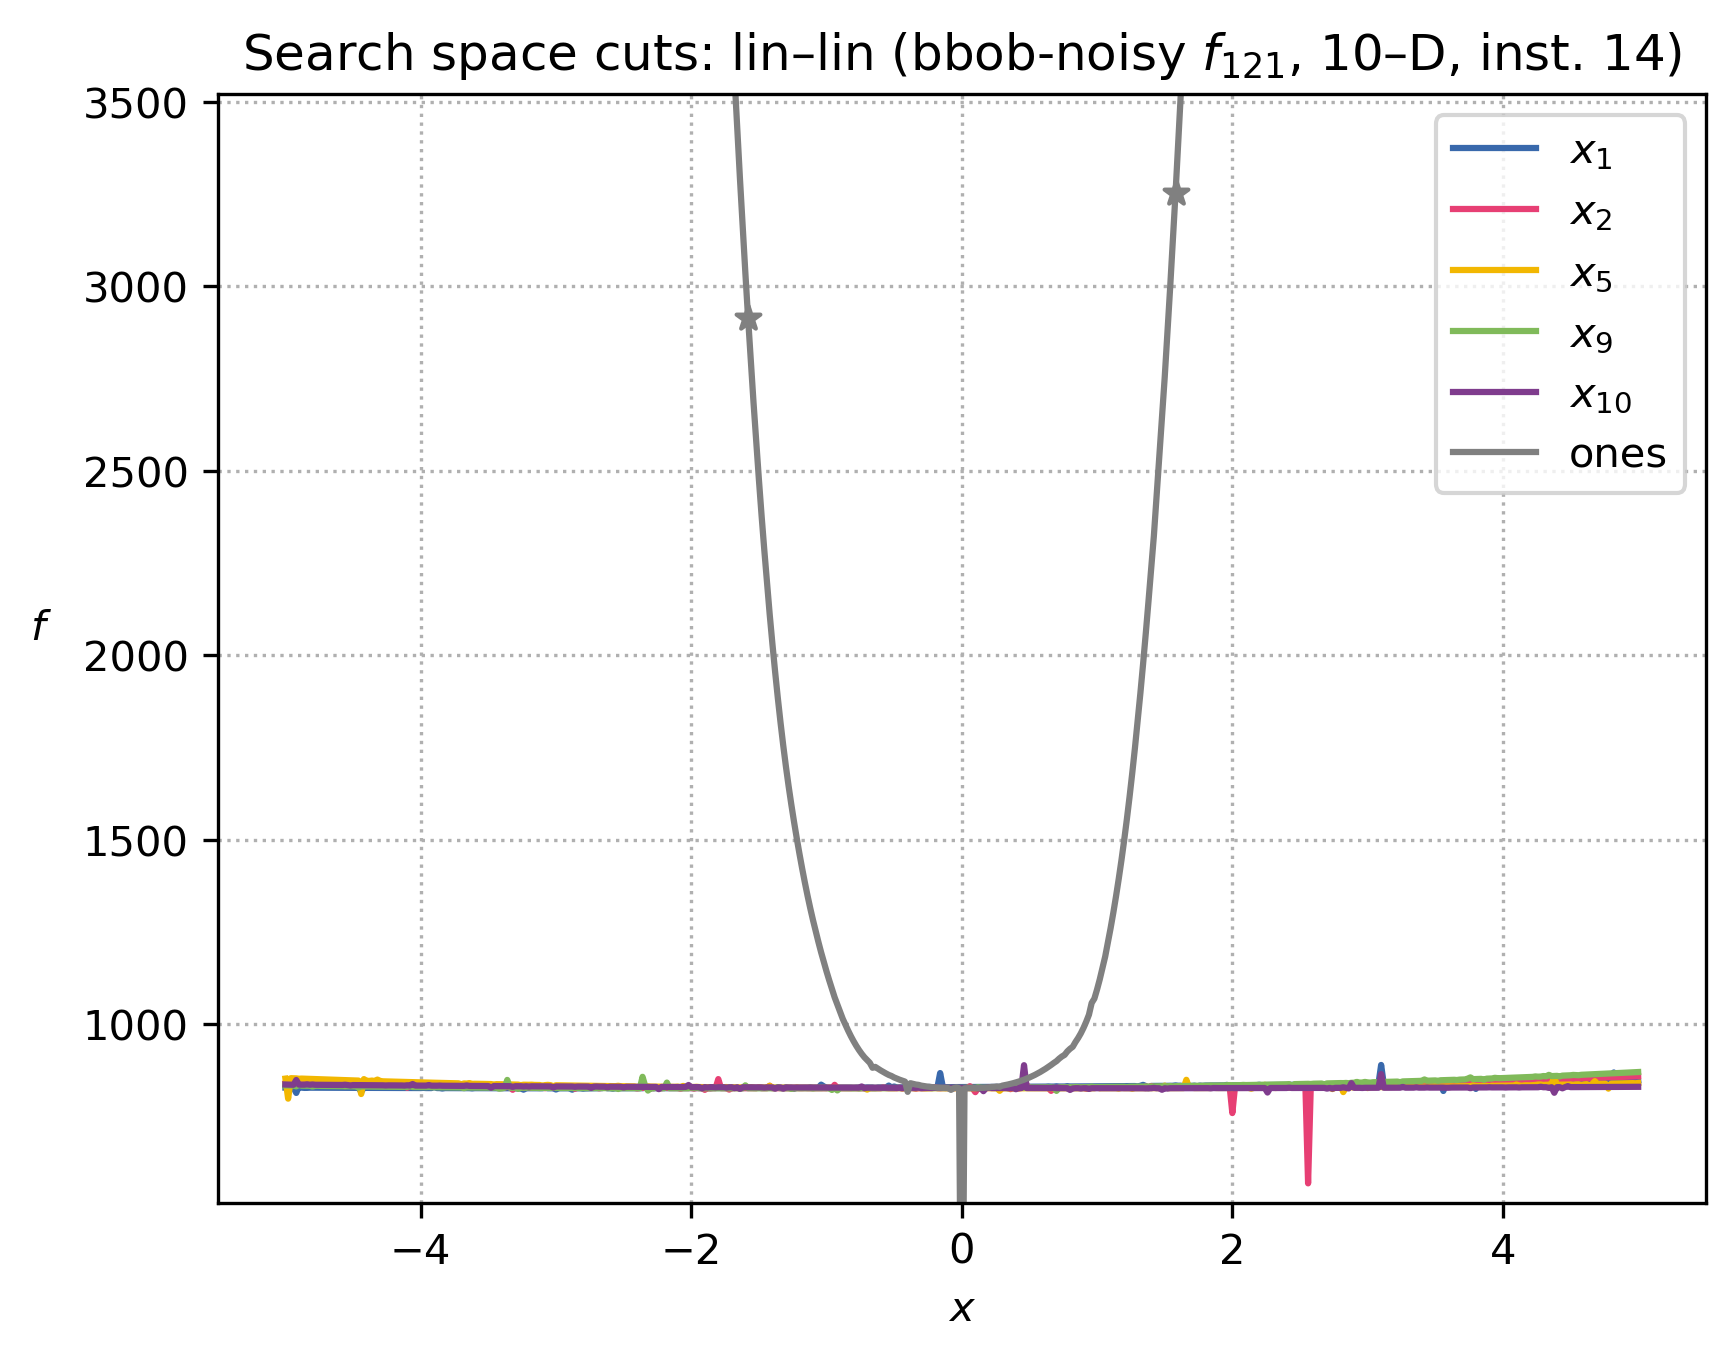 Search space cuts: lin–lin (bbob-noisy f₁₂₁, 10–D, inst. 14)
3500
3000
2500
2000
1500
1000
f
x₁
x₂
x₅
x₉
x₁₀
ones
−4
−2
0
2
4
x